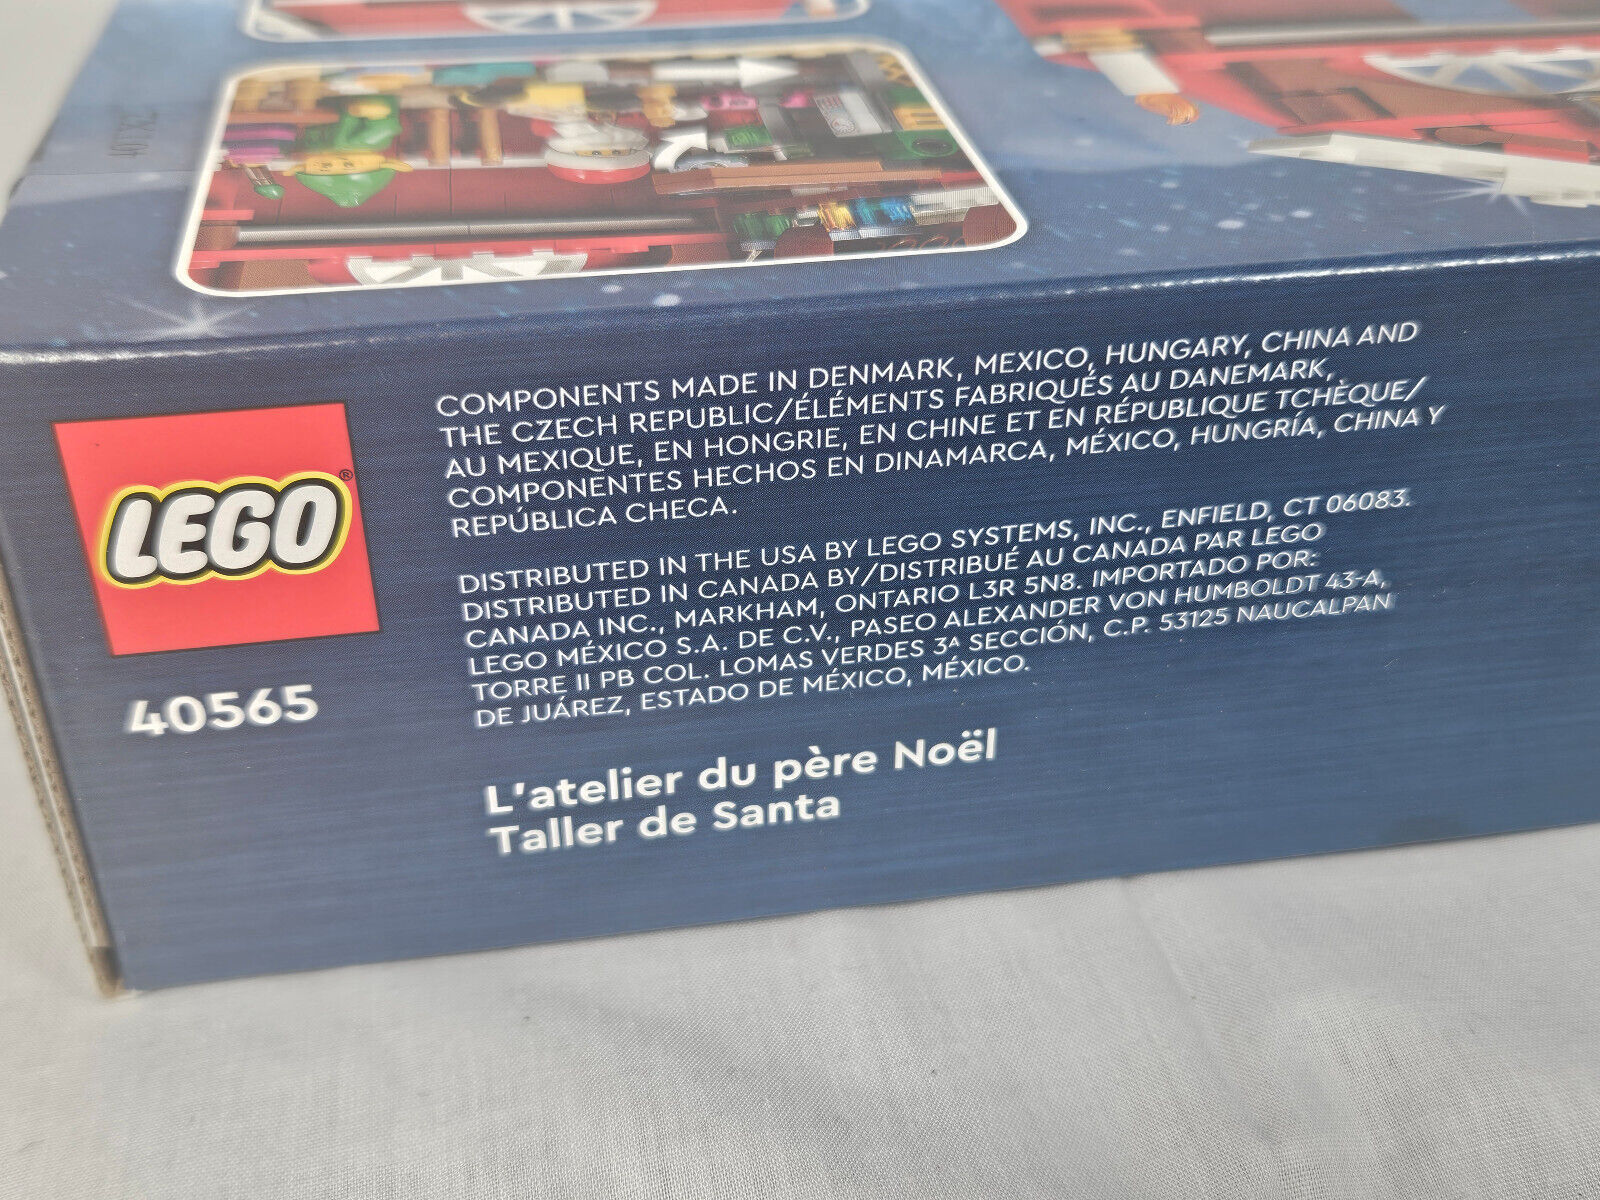 COMPONENTS MADE IN DENMARK, MEXICO, HUNGARY, CHINA AND
THE CZECH REPUBLIC/ÉLÉMENTS FABRIQUÉS AU DANEMARK,
AU MEXIQUE, EN HONGRIE, EN CHINE ET EN RÉPUBLIQUE TCHÈQUE/
COMPONENTES HECHOS EN DINAMARCA, MÉXICO, HUNGRÍA, CHINA Y
REPÚBLICA CHECA.
LEGO®
40565
DISTRIBUTED IN THE USA BY LEGO SYSTEMS, INC., ENFIELD, CT 06083.
DISTRIBUTED IN CANADA BY/DISTRIBUÉ AU CANADA PAR LEGO
CANADA INC., MARKHAM, ONTARIO L3R 5N8. IMPORTADO POR:
LEGO MÉXICO S.A. DE C.V., PASEO ALEXANDER VON HUMBOLDT 43-A,
TORRE II PB COL. LOMAS VERDES 3ᴬ SECCIÓN, C.P. 53125 NAUCALPAN
DE JUÁREZ, ESTADO DE MÉXICO, MÉXICO.
L'atelier du père Noël
Taller de Santa